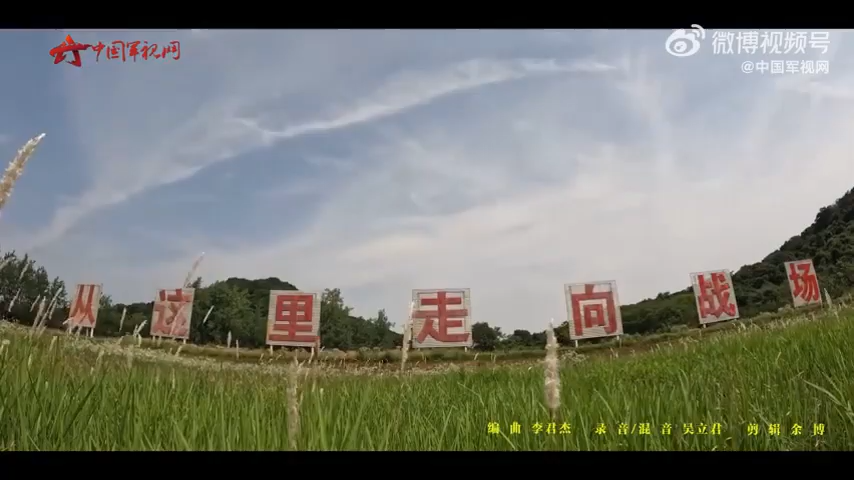 中国军视网
微博视频号
@中国军视网
从这里走向战场
编 曲 李君杰 录 音/混 音 吴立君 剪 辑 余 博